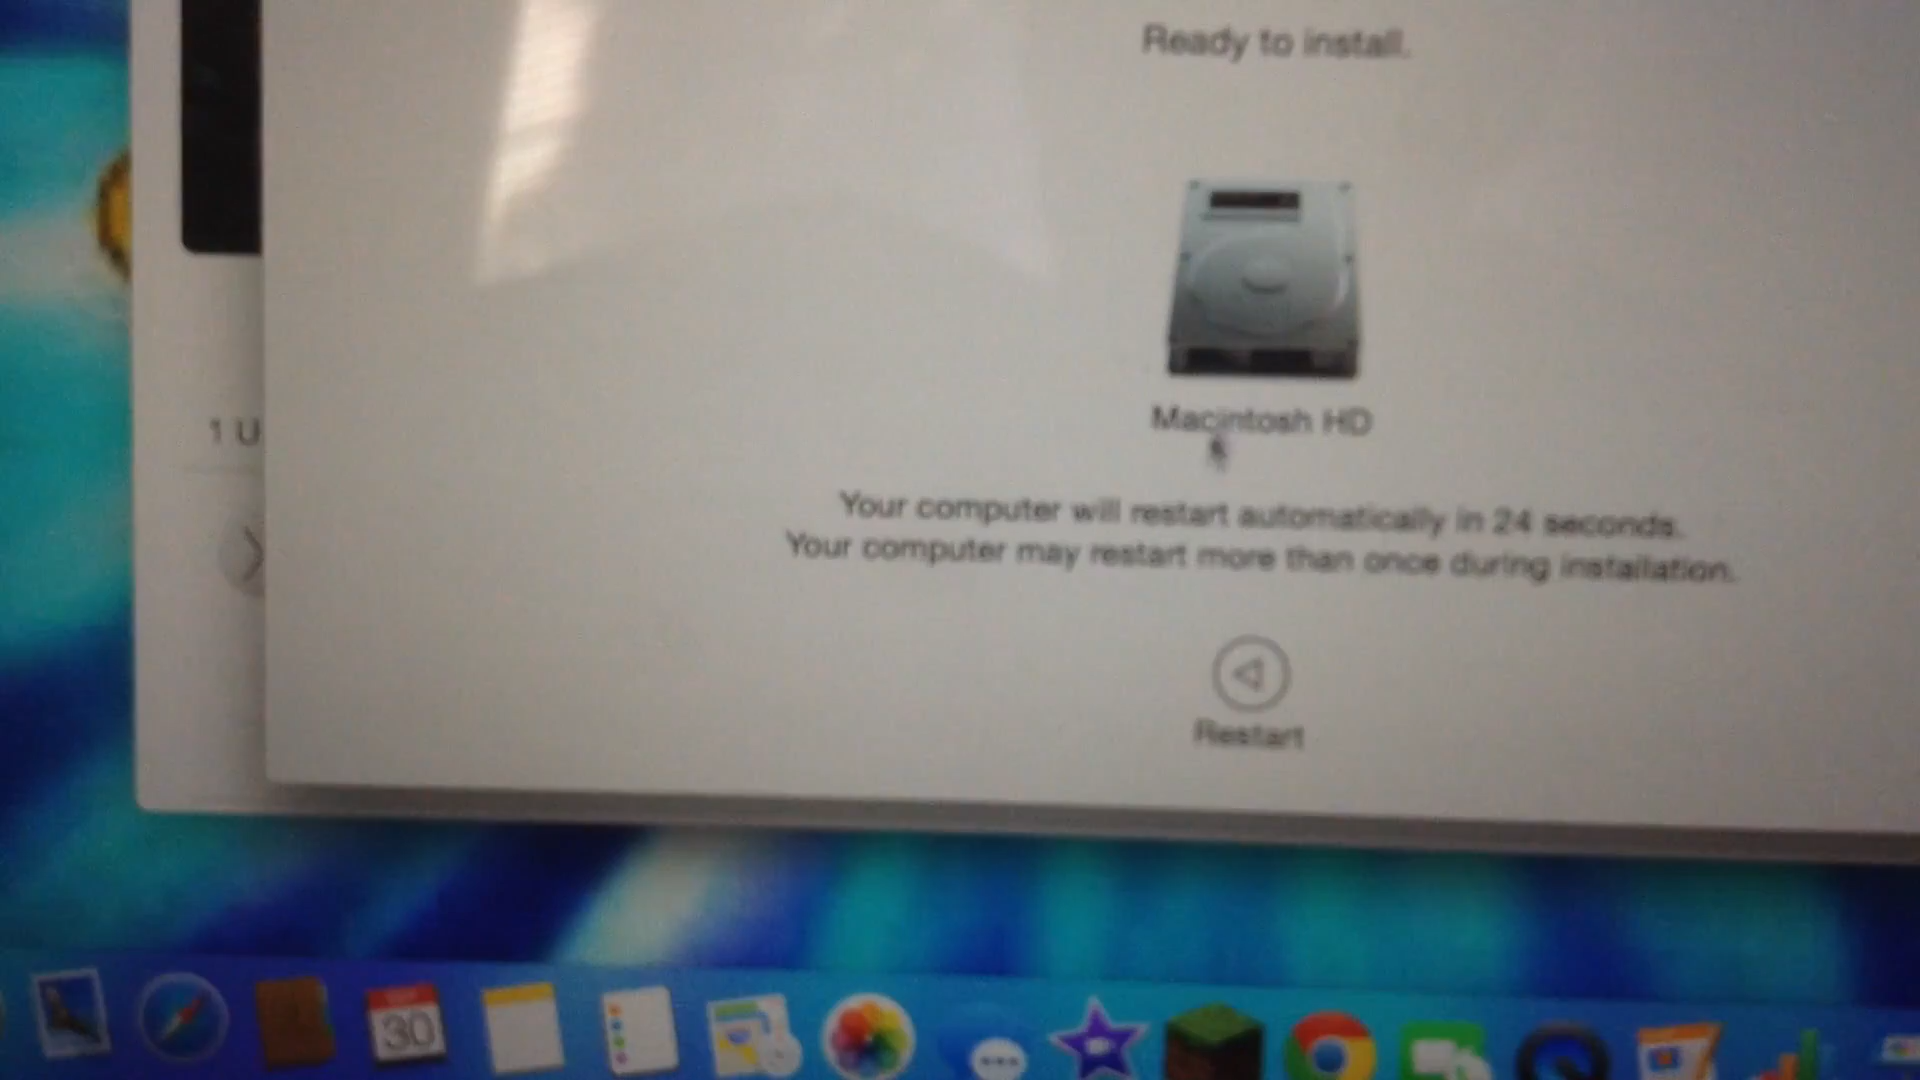 Ready to install.
Macintosh HD
1 U
Your computer will restart automatically in 24 seconds.
Your computer may restart more than once during installation.
Restart
30